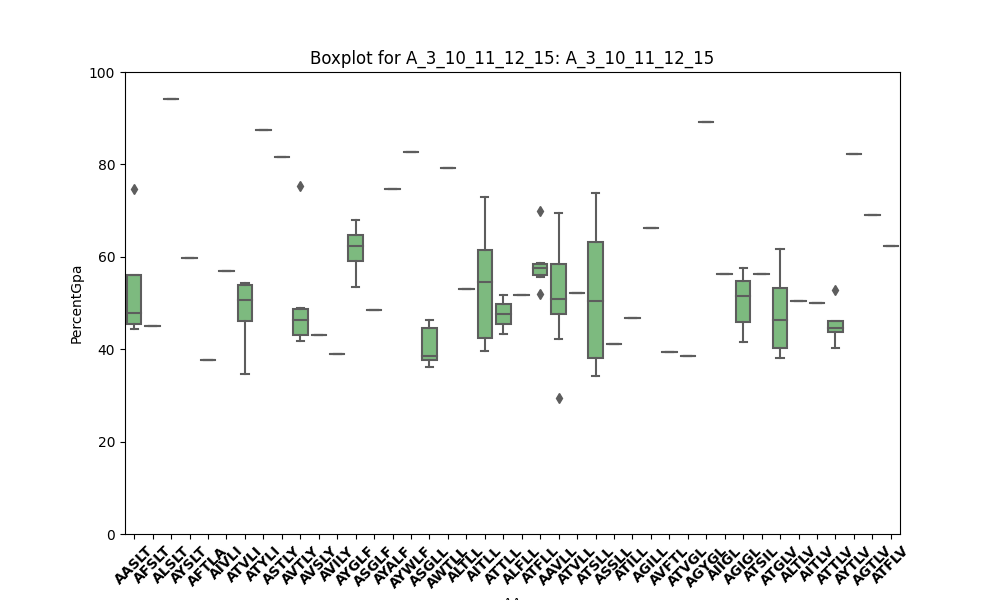 Boxplot for A_3_10_11_12_15: A_3_10_11_12_15
PercentGpa
100
80
60
40
20
0
AASLT
AFSLT
ALSLT
AYSLT
AFTLA
AIVLI
ATVLI
ATYLI
ASTLY
AVTLY
AVSLY
AVILY
AYGLF
ASGLF
AYALF
AYWLF
ASGLL
AWTLL
ALTLL
AITLL
ATTLL
ALFLL
ATFLL
AAVLL
ATVLL
ATSLL
ASSLL
ATILL
AGILL
AVFTL
ATVGL
AGYGL
AIIGL
AGIGL
ATSIL
ATGLV
ALTLV
AITLV
ATTLV
AYTLV
AGTLV
ATFLV